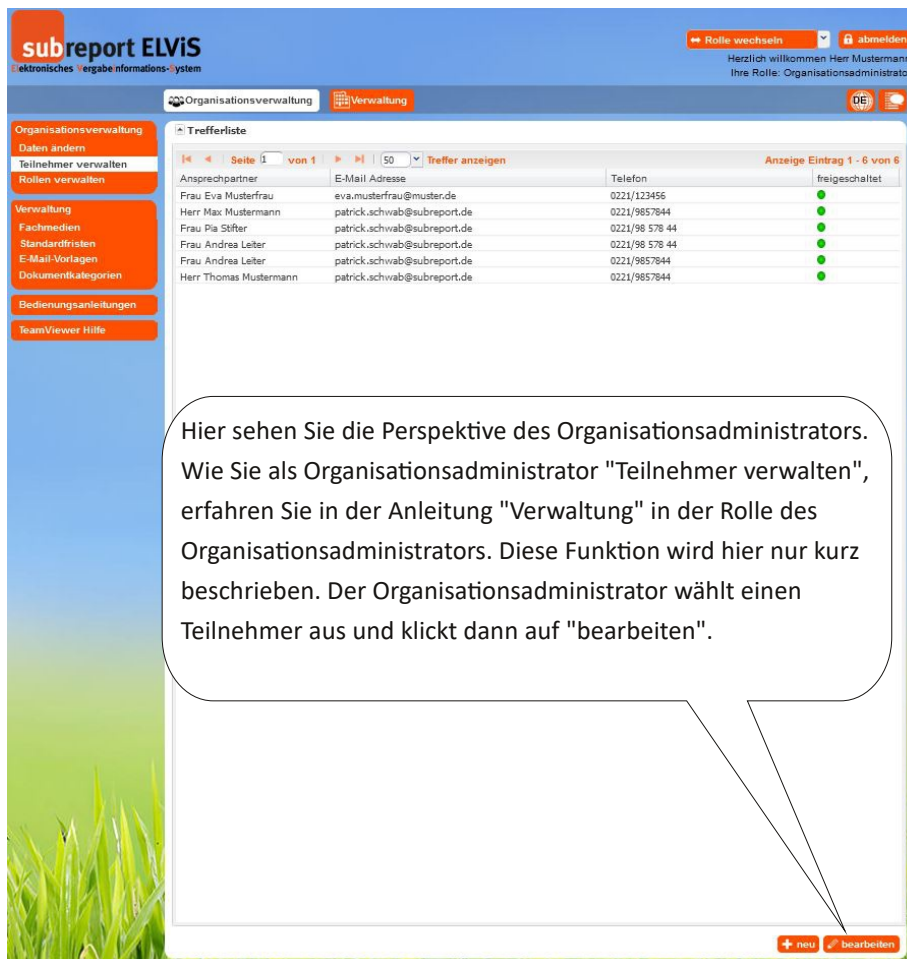 subreport ELViS
Elektronisches Vergabe informations-System
Rolle wechseln
abmelden
Herzlich willkommen Herr Mustermann
Ihre Rolle: Organisationsadministrato
Organisationsverwaltung
Verwaltung
DE
Organisationsverwaltung
Daten ändern
Teilnehmer verwalten
Rollen verwalten
Verwaltung
Fachmedien
Standardfristen
E-Mail-Vorlagen
Dokumentkategorien
Bedienungsanleitungen
TeamViewer Hilfe
Trefferliste
Seite 1 von 1 50 Treffer anzeigen Anzeige Eintrag 1 - 6 von 6
Ansprechpartner E-Mail Adresse Telefon freigeschaltet
Frau Eva Musterfrau eva.musterfrau@muster.de 0221/123456
Herr Max Mustermann patrick.schwab@subreport.de 0221/9857844
Frau Pia Stifter patrick.schwab@subreport.de 0221/98 578 44
Frau Andrea Leiter patrick.schwab@subreport.de 0221/98 578 44
Frau Andrea Leiter patrick.schwab@subreport.de 0221/9857844
Herr Thomas Mustermann patrick.schwab@subreport.de 0221/9857844
Hier sehen Sie die Perspektive des Organisationsadministrators.
Wie Sie als Organisationsadministrator "Teilnehmer verwalten",
erfahren Sie in der Anleitung "Verwaltung" in der Rolle des
Organisationsadministrators. Diese Funktion wird hier nur kurz
beschrieben. Der Organisationsadministrator wählt einen
Teilnehmer aus und klickt dann auf "bearbeiten".
neu
bearbeiten